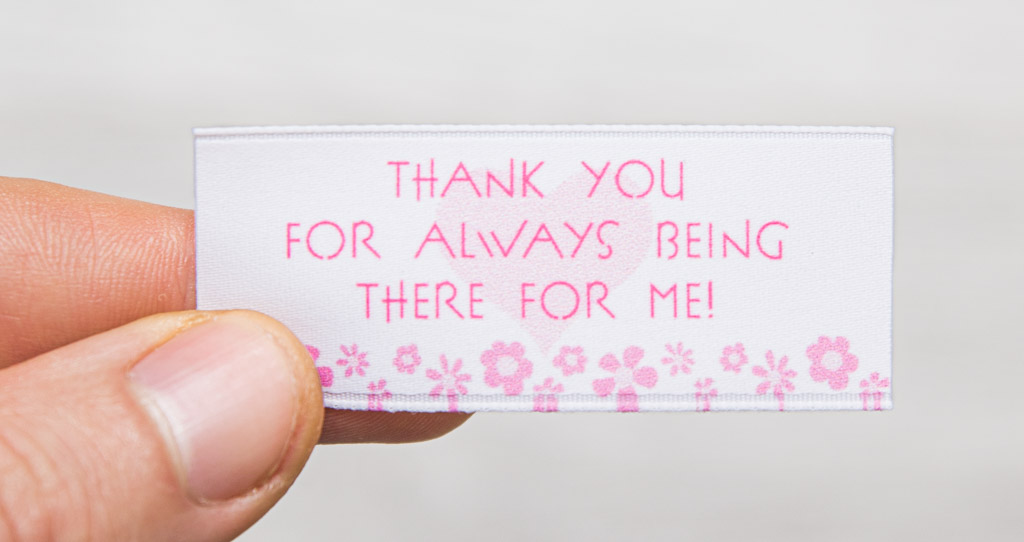 THANK YOU
FOR ALWAYS BEING
THERE FOR ME!